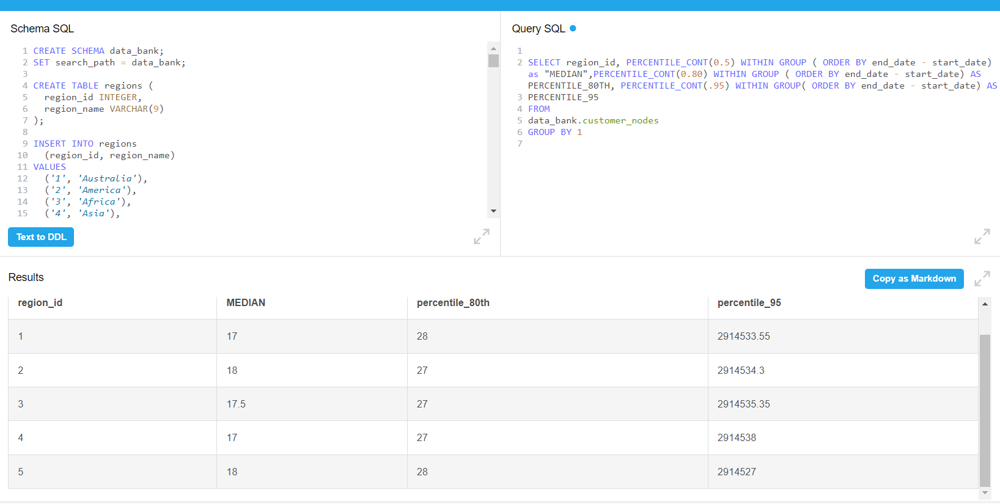 Schema SQL
1 CREATE SCHEMA data_bank;
2 SET search_path = data_bank;
3
4 CREATE TABLE regions (
5 region_id INTEGER,
6 region_name VARCHAR(9)
7 );
8
9 INSERT INTO regions
10 (region_id, region_name)
11 VALUES
12 ('1', 'Australia'),
13 ('2', 'America'),
14 ('3', 'Africa'),
15 ('4', 'Asia'),
Text to DDL
Query SQL
1
2 SELECT region_id, PERCENTILE_CONT(0.5) WITHIN GROUP ( ORDER BY end_date - start_date)
as "MEDIAN",PERCENTILE_CONT(0.80) WITHIN GROUP ( ORDER BY end_date - start_date) AS
PERCENTILE_80TH, PERCENTILE_CONT(.95) WITHIN GROUP( ORDER BY end_date - start_date) AS
3 PERCENTILE_95
4 FROM
5 data_bank.customer_nodes
6 GROUP BY 1
7
Results
Copy as Markdown
region_id MEDIAN percentile_80th percentile_95
1 17 28 2914533.55
2 18 27 2914534.3
3 17.5 27 2914535.35
4 17 27 2914538
5 18 28 2914527